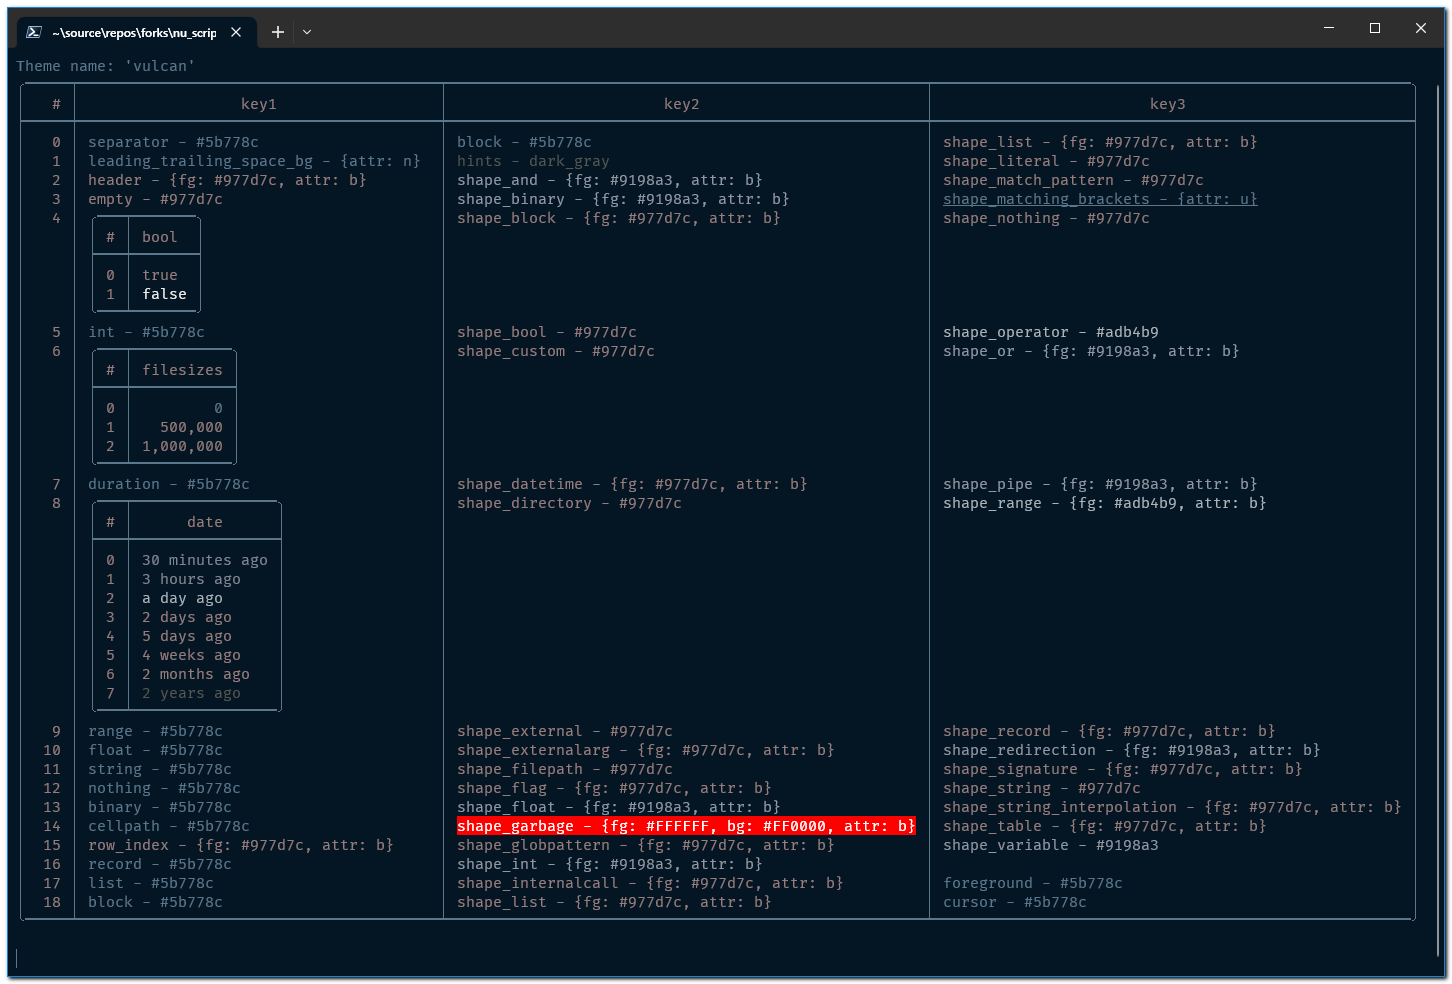 ~\source\repos\forks\nu_scrip
Theme name: 'vulcan'
# key1 key2 key3
0 separator - #5b778c block - #5b778c shape_list - {fg: #977d7c, attr: b}
1 leading_trailing_space_bg - {attr: n} hints - dark_gray shape_literal - #977d7c
2 header - {fg: #977d7c, attr: b} shape_and - {fg: #9198a3, attr: b} shape_match_pattern - #977d7c
3 empty - #977d7c shape_binary - {fg: #9198a3, attr: b} shape_matching_brackets - {attr: u}
4 shape_block - {fg: #977d7c, attr: b} shape_nothing - #977d7c
# bool
0 true
1 false
5 int - #5b778c shape_bool - #977d7c shape_operator - #adb4b9
6 shape_custom - #977d7c shape_or - {fg: #9198a3, attr: b}
# filesizes
0 0
1 500,000
2 1,000,000
7 duration - #5b778c shape_datetime - {fg: #977d7c, attr: b} shape_pipe - {fg: #9198a3, attr: b}
8 shape_directory - #977d7c shape_range - {fg: #adb4b9, attr: b}
# date
0 30 minutes ago
1 3 hours ago
2 a day ago
3 2 days ago
4 5 days ago
5 4 weeks ago
6 2 months ago
7 2 years ago
9 range - #5b778c shape_external - #977d7c shape_record - {fg: #977d7c, attr: b}
10 float - #5b778c shape_externalarg - {fg: #977d7c, attr: b} shape_redirection - {fg: #9198a3, attr: b}
11 string - #5b778c shape_filepath - #977d7c shape_signature - {fg: #977d7c, attr: b}
12 nothing - #5b778c shape_flag - {fg: #977d7c, attr: b} shape_string - #977d7c
13 binary - #5b778c shape_float - {fg: #9198a3, attr: b} shape_string_interpolation - {fg: #977d7c, attr: b}
14 cellpath - #5b778c shape_garbage - {fg: #FFFFFF, bg: #FF0000, attr: b} shape_table - {fg: #977d7c, attr: b}
15 row_index - {fg: #977d7c, attr: b} shape_globpattern - {fg: #977d7c, attr: b} shape_variable - #9198a3
16 record - #5b778c shape_int - {fg: #9198a3, attr: b}
17 list - #5b778c shape_internalcall - {fg: #977d7c, attr: b} foreground - #5b778c
18 block - #5b778c shape_list - {fg: #977d7c, attr: b} cursor - #5b778c